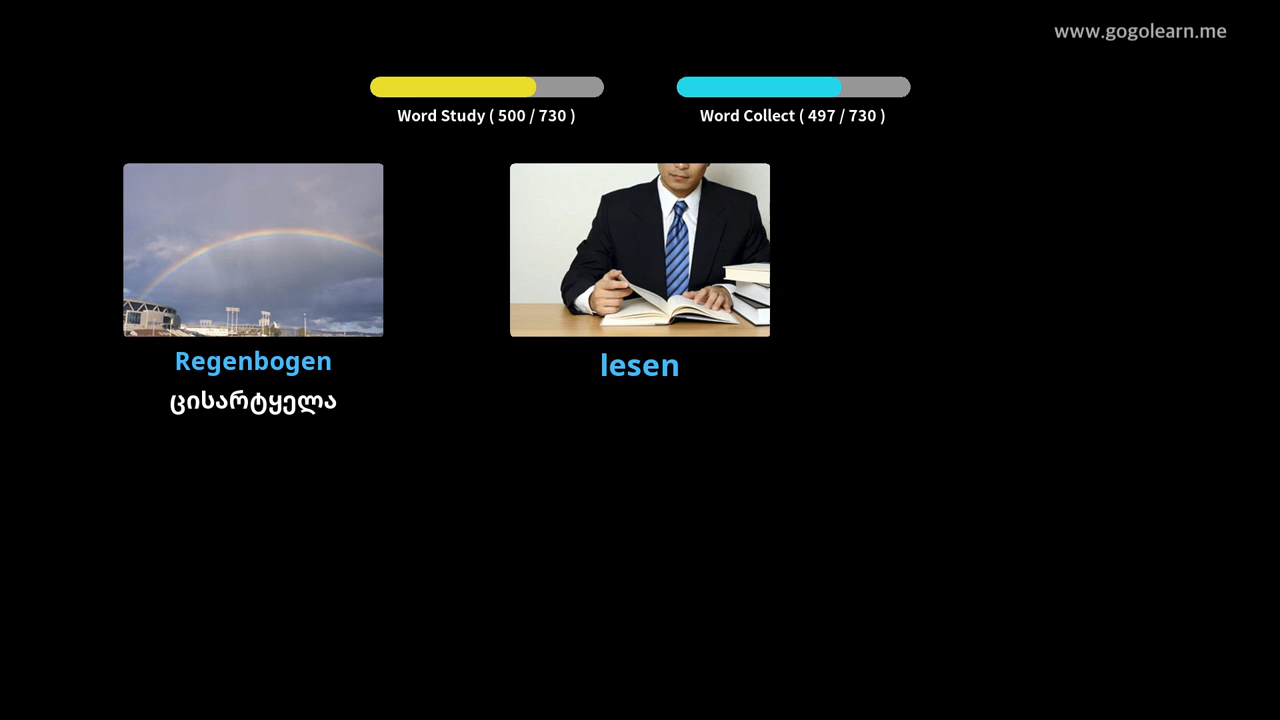 www.gogolearn.me
Word Study ( 500 / 730 )
Word Collect ( 497 / 730 )
Regenbogen
ცისარტყელა
lesen